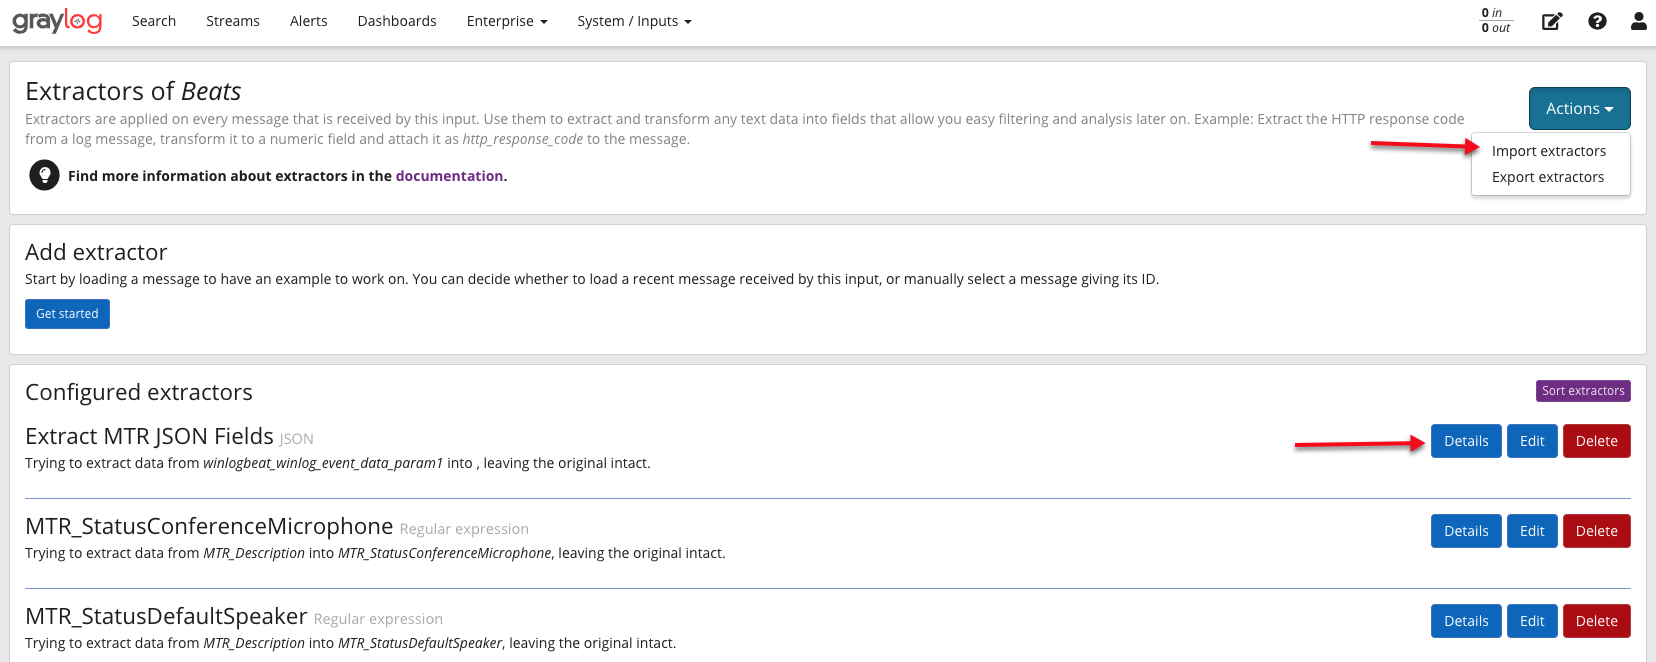 graylog Search Streams Alerts Dashboards Enterprise System / Inputs 0 in
0 out
Extractors of Beats
Actions
Extractors are applied on every message that is received by this input. Use them to extract and transform any text data into fields that allow you easy filtering and analysis later on. Example: Extract the HTTP response code
from a log message, transform it to a numeric field and attach it as http_response_code to the message.
Import extractors
Export extractors
Find more information about extractors in the documentation.
Add extractor
Start by loading a message to have an example to work on. You can decide whether to load a recent message received by this input, or manually select a message giving its ID.
Get started
Configured extractors
Sort extractors
Extract MTR JSON Fields JSON
Details Edit Delete
Trying to extract data from winlogbeat_winlog_event_data_param1 into , leaving the original intact.
MTR_StatusConferenceMicrophone Regular expression
Details Edit Delete
Trying to extract data from MTR_Description into MTR_StatusConferenceMicrophone, leaving the original intact.
MTR_StatusDefaultSpeaker Regular expression
Details Edit Delete
Trying to extract data from MTR_Description into MTR_StatusDefaultSpeaker, leaving the original intact.